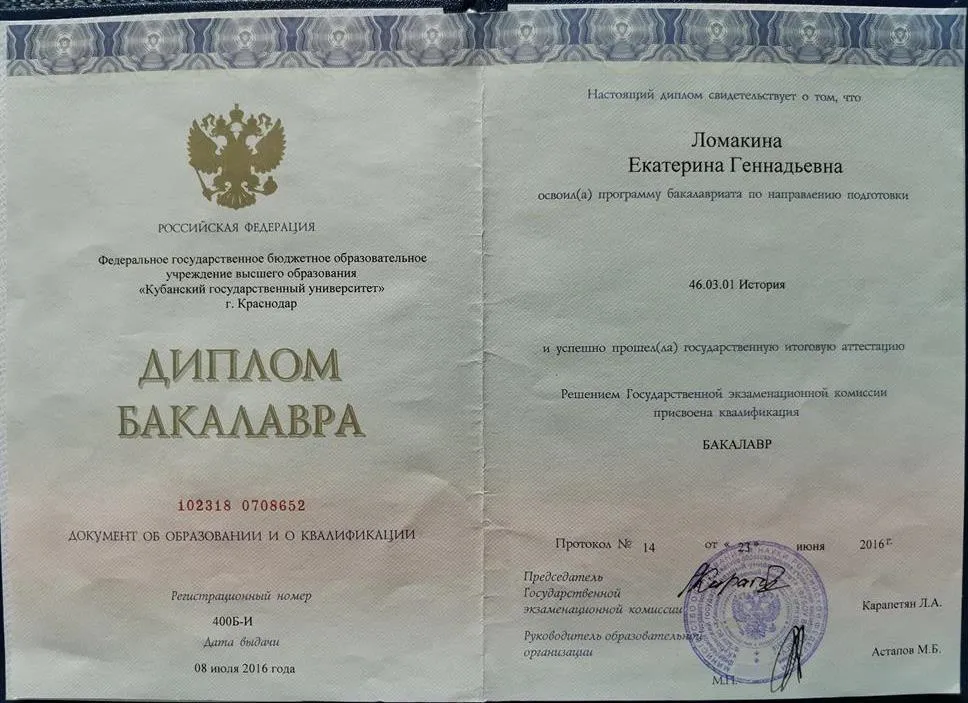 РОССИЙСКАЯ ФЕДЕРАЦИЯ
Федеральное государственное бюджетное образовательное
учреждение высшего образования
«Кубанский государственный университет»
г. Краснодар
ДИПЛОМ
БАКАЛАВРА
102318 0708652
ДОКУМЕНТ ОБ ОБРАЗОВАНИИ И О КВАЛИФИКАЦИИ
Регистрационный номер
400Б-И
Дата выдачи
08 июля 2016 года
Настоящий диплом свидетельствует о том, что
Ломакина
Екатерина Геннадьевна
освоил(а) программу бакалавриата по направлению подготовки
46.03.01 История
и успешно прошел(ла) государственную итоговую аттестацию
Решением Государственной экзаменационной комиссии
присвоена квалификация
БАКАЛАВР
Протокол № 14 от « 23 » июня 2016 г.
Председатель
Государственной
экзаменационной комиссии
Карапетян Л.А.
Руководитель образовательной
организации
Астапов М.Б.
М.П.